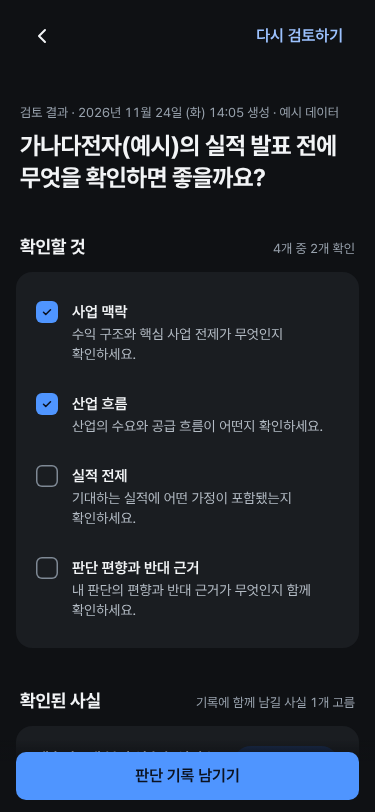 다시 검토하기
검토 결과 · 2026년 11월 24일 (화) 14:05 생성 · 예시 데이터
가나다전자(예시)의 실적 발표 전에
무엇을 확인하면 좋을까요?
확인할 것
4개 중 2개 확인
사업 맥락
수익 구조와 핵심 사업 전제가 무엇인지
확인하세요.
산업 흐름
산업의 수요와 공급 흐름이 어떤지 확인하세요.
실적 전제
기대하는 실적에 어떤 가정이 포함됐는지
확인하세요.
판단 편향과 반대 근거
내 판단의 편향과 반대 근거가 무엇인지 함께
확인하세요.
확인된 사실
기록에 함께 남길 사실 1개 고름
판단 기록 남기기